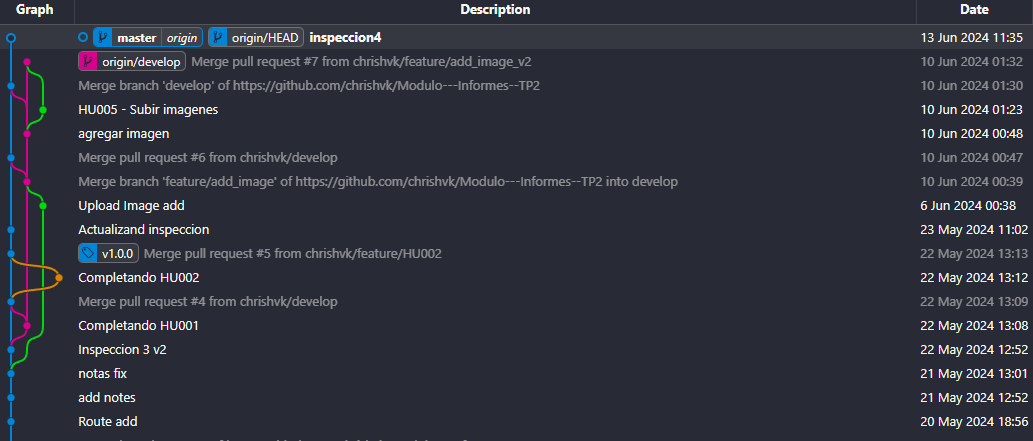 Graph Description Date
master origin origin/HEAD inspeccion4 13 Jun 2024 11:35
origin/develop Merge pull request #7 from chrishvk/feature/add_image_v2 10 Jun 2024 01:32
Merge branch 'develop' of https://github.com/chrishvk/Modulo---Informes--TP2 10 Jun 2024 01:30
HU005 - Subir imagenes 10 Jun 2024 01:23
agregar imagen 10 Jun 2024 00:48
Merge pull request #6 from chrishvk/develop 10 Jun 2024 00:47
Merge branch 'feature/add_image' of https://github.com/chrishvk/Modulo---Informes--TP2 into develop 10 Jun 2024 00:39
Upload Image add 6 Jun 2024 00:38
Actualizand inspeccion 23 May 2024 11:02
v1.0.0 Merge pull request #5 from chrishvk/feature/HU002 22 May 2024 13:13
Completando HU002 22 May 2024 13:12
Merge pull request #4 from chrishvk/develop 22 May 2024 13:09
Completando HU001 22 May 2024 13:08
Inspeccion 3 v2 22 May 2024 12:52
notas fix 21 May 2024 13:01
add notes 21 May 2024 12:52
Route add 20 May 2024 18:56